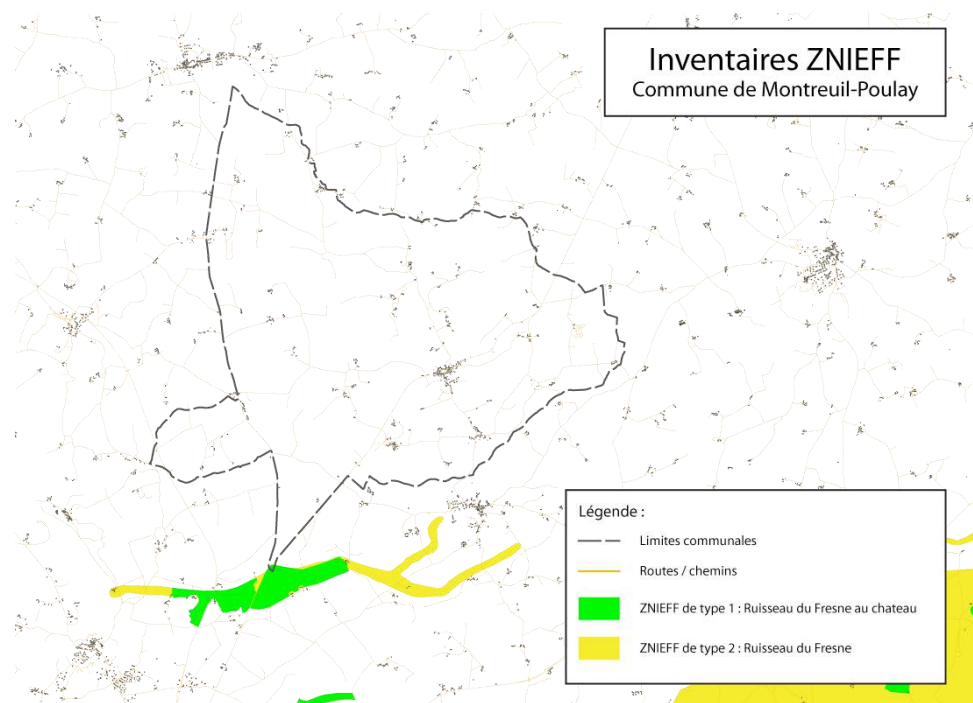 Inventaires ZNIEFF
Commune de Montreuil-Poulay
Légende :
Limites communales
Routes / chemins
ZNIEFF de type 1 : Ruisseau du Fresne au chateau
ZNIEFF de type 2 : Ruisseau du Fresne